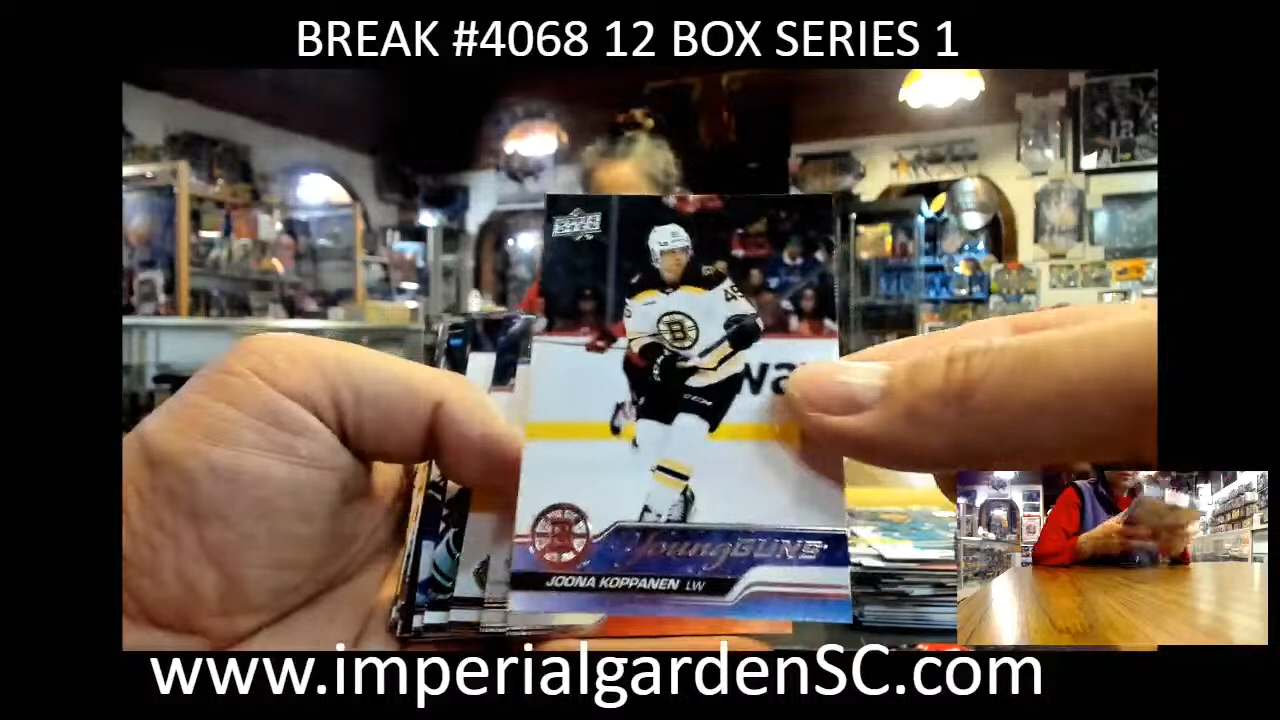 BREAK #4068 12 BOX SERIES 1
UPPER DECK
B
Young GUNS
JOONA KOPPANEN LW
www.imperialgardenSC.com